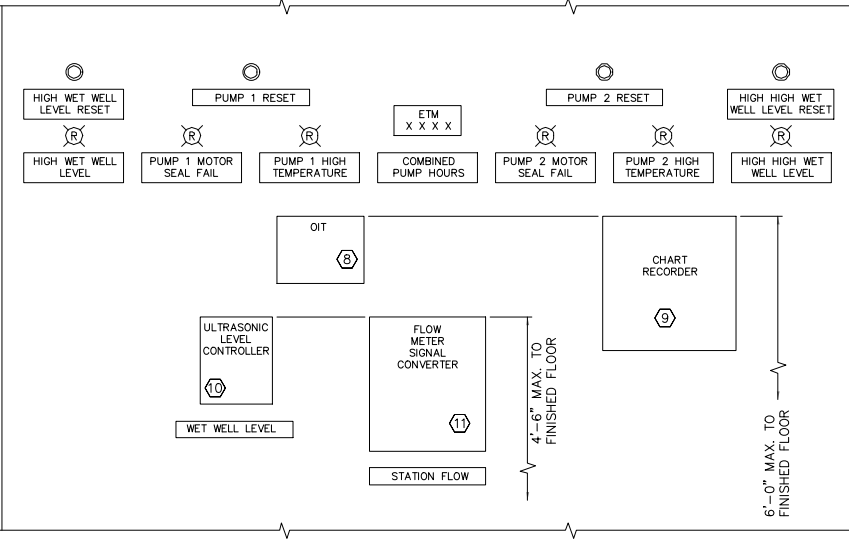 HIGH WET WELL
LEVEL RESET
PUMP 1 RESET
ETM
X X X X
PUMP 2 RESET
HIGH HIGH WET
WELL LEVEL RESET
R
R
R
R
R
R
HIGH WET WELL
LEVEL
PUMP 1 MOTOR
SEAL FAIL
PUMP 1 HIGH
TEMPERATURE
COMBINED
PUMP HOURS
PUMP 2 MOTOR
SEAL FAIL
PUMP 2 HIGH
TEMPERATURE
HIGH HIGH WET
WELL LEVEL
OIT
8
CHART
RECORDER
9
ULTRASONIC
LEVEL
CONTROLLER
10
FLOW
METER
SIGNAL
CONVERTER
11
WET WELL LEVEL
STATION FLOW
4'-6" MAX. TO
FINISHED FLOOR
6'-0" MAX. TO
FINISHED FLOOR